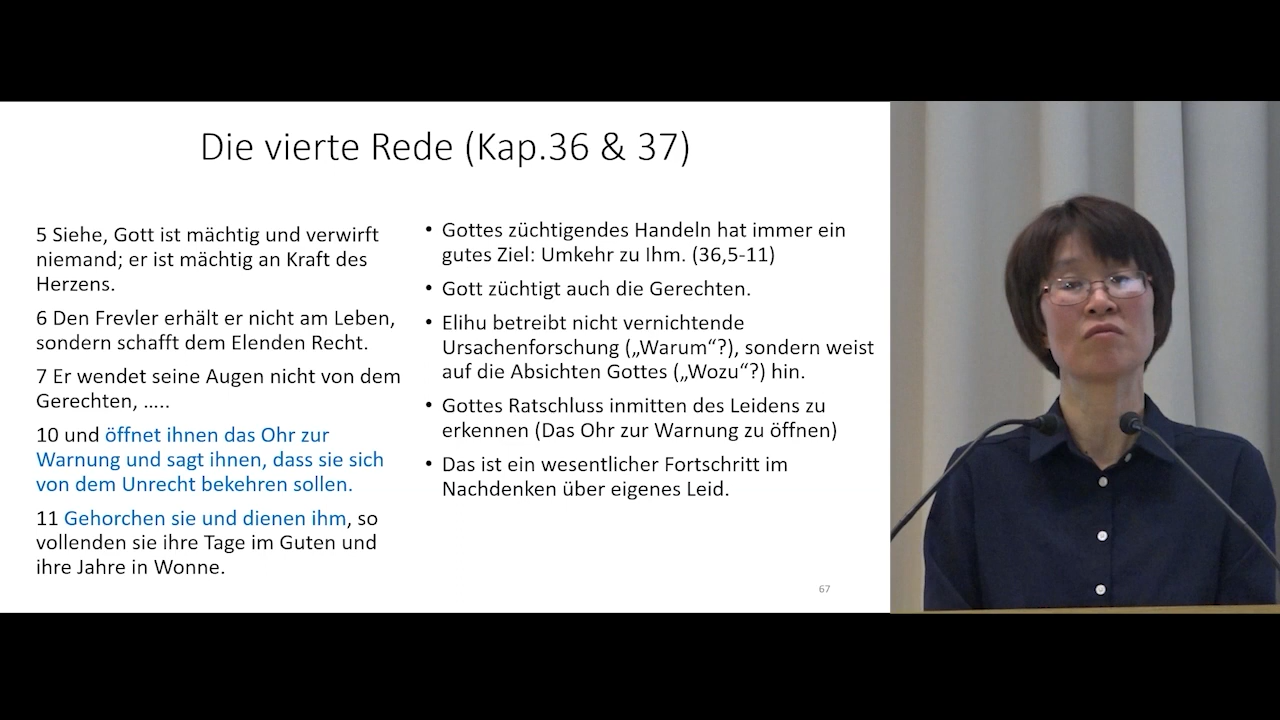 Die vierte Rede (Kap.36 & 37)
5 Siehe, Gott ist mächtig und verwirft
niemand; er ist mächtig an Kraft des
Herzens.
6 Den Frevler erhält er nicht am Leben,
sondern schafft dem Elenden Recht.
7 Er wendet seine Augen nicht von dem
Gerechten, …..
10 und öffnet ihnen das Ohr zur
Warnung und sagt ihnen, dass sie sich
von dem Unrecht bekehren sollen.
11 Gehorchen sie und dienen ihm, so
vollenden sie ihre Tage im Guten und
ihre Jahre in Wonne.
• Gottes züchtigendes Handeln hat immer ein
gutes Ziel: Umkehr zu Ihm. (36,5-11)
• Gott züchtigt auch die Gerechten.
• Elihu betreibt nicht vernichtende
Ursachenforschung („Warum“?), sondern weist
auf die Absichten Gottes („Wozu“?) hin.
• Gottes Ratschluss inmitten des Leidens zu
erkennen (Das Ohr zur Warnung zu öffnen)
• Das ist ein wesentlicher Fortschritt im
Nachdenken über eigenes Leid.
67